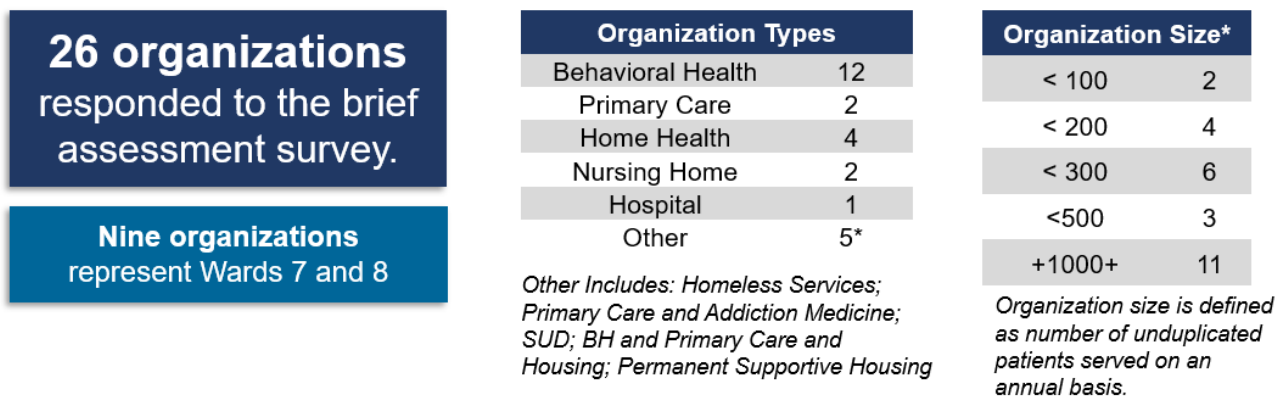 26 organizations
responded to the brief
assessment survey.
Nine organizations
represent Wards 7 and 8
Organization Types
Behavioral Health 12
Primary Care 2
Home Health 4
Nursing Home 2
Hospital 1
Other 5*
Other Includes: Homeless Services;
Primary Care and Addiction Medicine;
SUD; BH and Primary Care and
Housing; Permanent Supportive Housing
Organization Size*
< 100 2
< 200 4
< 300 6
<500 3
+1000+ 11
Organization size is defined
as number of unduplicated
patients served on an
annual basis.